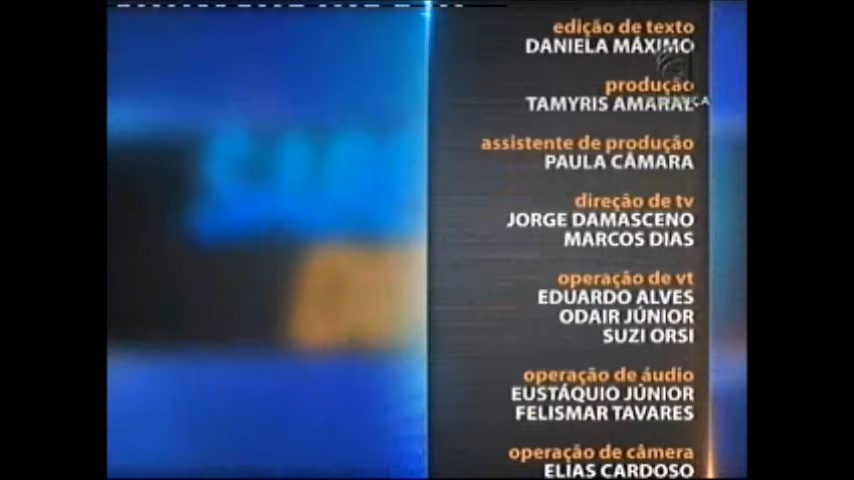 edição de texto
DANIELA MÁXIMO
produção
TAMYRIS AMARAL
assistente de produção
PAULA CÂMARA
direção de tv
JORGE DAMASCENO
MARCOS DIAS
operação de vt
EDUARDO ALVES
ODAIR JÚNIOR
SUZI ORSI
operação de áudio
EUSTÁQUIO JÚNIOR
FELISMAR TAVARES
operação de câmera
ELIAS CARDOSO